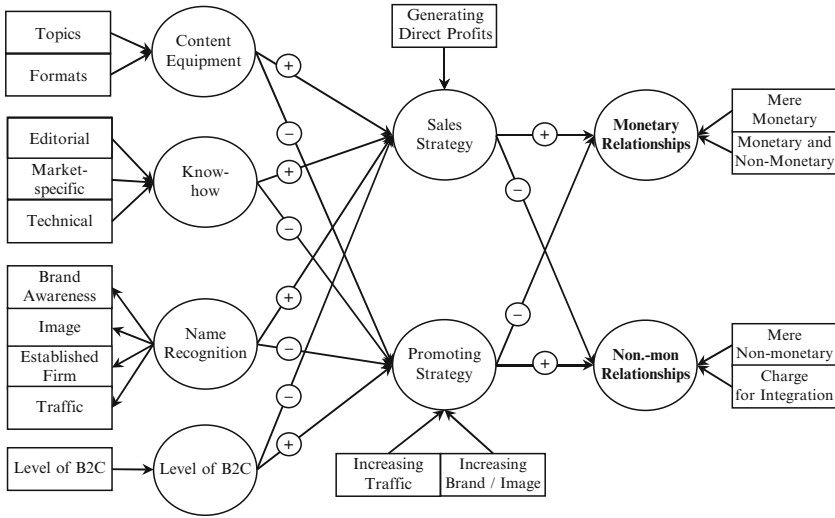 Generating
Direct Profits
Topics
Formats
Content
Equipment
+
−
Editorial
Market-
specific
Technical
Know-
how
+
−
Sales
Strategy
+
−
Monetary
Relationships
Mere
Monetary
Monetary and
Non-Monetary
Brand
Awareness
Image
Established
Firm
Traffic
Name
Recognition
+
−
Promoting
Strategy
−
+
Non.-mon
Relationships
Mere
Non-monetary
Charge
for Integration
Level of B2C
Level of B2C
−
+
Increasing
Traffic
Increasing
Brand / Image